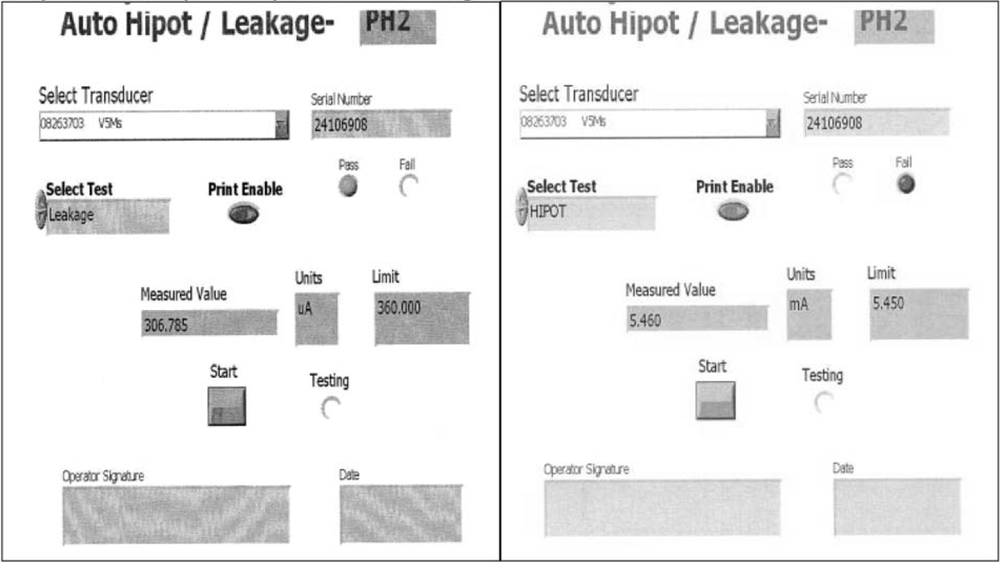 Auto Hipot / Leakage- PH2
Select Transducer
Serial Number
08263703 V5Ms
24106908
Pass Fail
Select Test
Print Enable
Leakage
Units Limit
Measured Value
uA 360.000
306.785
Start
Testing
Operator Signature Date
Auto Hipot / Leakage- PH2
Select Transducer
Serial Number
08263703 V5Ms
24106908
Pass Fail
Select Test
Print Enable
HIPOT
Units Limit
Measured Value
mA 5.450
5.460
Start
Testing
Operator Signature Date